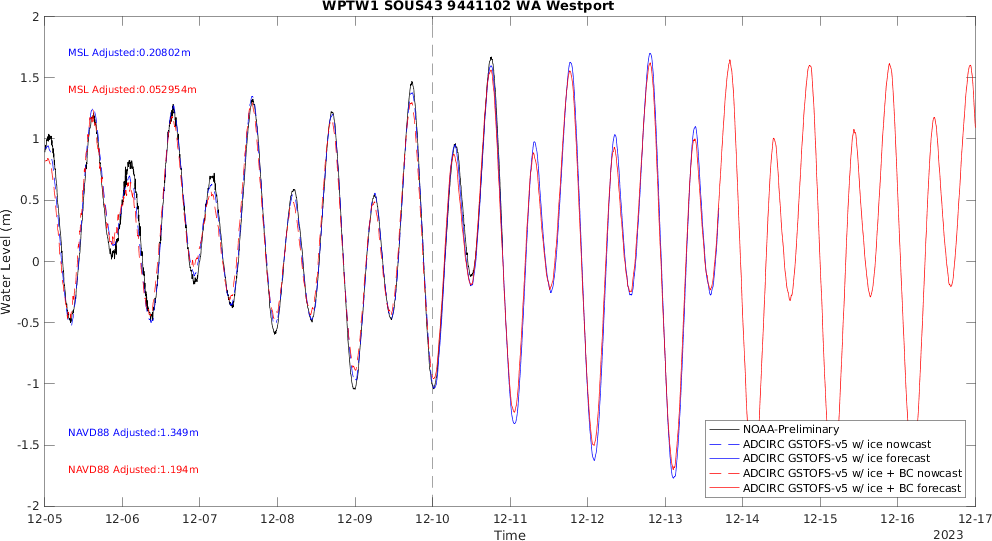 WPTW1 SOUS43 9441102 WA Westport
2
1.5
1
0.5
0
-0.5
-1
-1.5
-2
Water Level (m)
MSL Adjusted:0.20802m
MSL Adjusted:0.052954m
NAVD88 Adjusted:1.349m
NAVD88 Adjusted:1.194m
NOAA-Preliminary
ADCIRC GSTOFS-v5 w/ ice nowcast
ADCIRC GSTOFS-v5 w/ ice forecast
ADCIRC GSTOFS-v5 w/ ice + BC nowcast
ADCIRC GSTOFS-v5 w/ ice + BC forecast
12-05 12-06 12-07 12-08 12-09 12-10 12-11 12-12 12-13 12-14 12-15 12-16 12-17
Time
2023